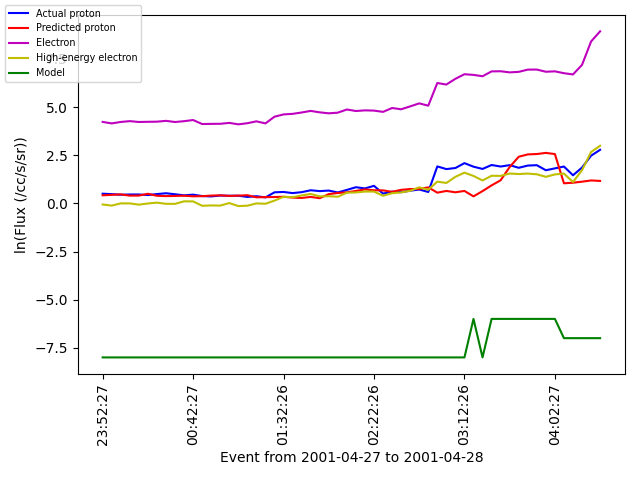 Actual proton
Predicted proton
Electron
High-energy electron
Model
5.0
2.5
0.0
−2.5
−5.0
−7.5
ln(Flux (/cc/s/sr))
23:52:27
00:42:27
01:32:26
02:22:26
03:12:26
04:02:27
Event from 2001-04-27 to 2001-04-28